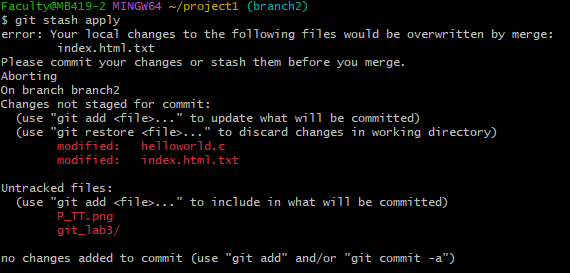 Faculty@MB419-2 MINGW64 ~/project1 (branch2)
$ git stash apply
error: Your local changes to the following files would be overwritten by merge:
        index.html.txt
Please commit your changes or stash them before you merge.
Aborting
On branch branch2
Changes not staged for commit:
  (use "git add <file>..." to update what will be committed)
  (use "git restore <file>..." to discard changes in working directory)
        modified:   helloworld.c
        modified:   index.html.txt
Untracked files:
  (use "git add <file>..." to include in what will be committed)
        P_TT.png
        git_lab3/
no changes added to commit (use "git add" and/or "git commit -a")